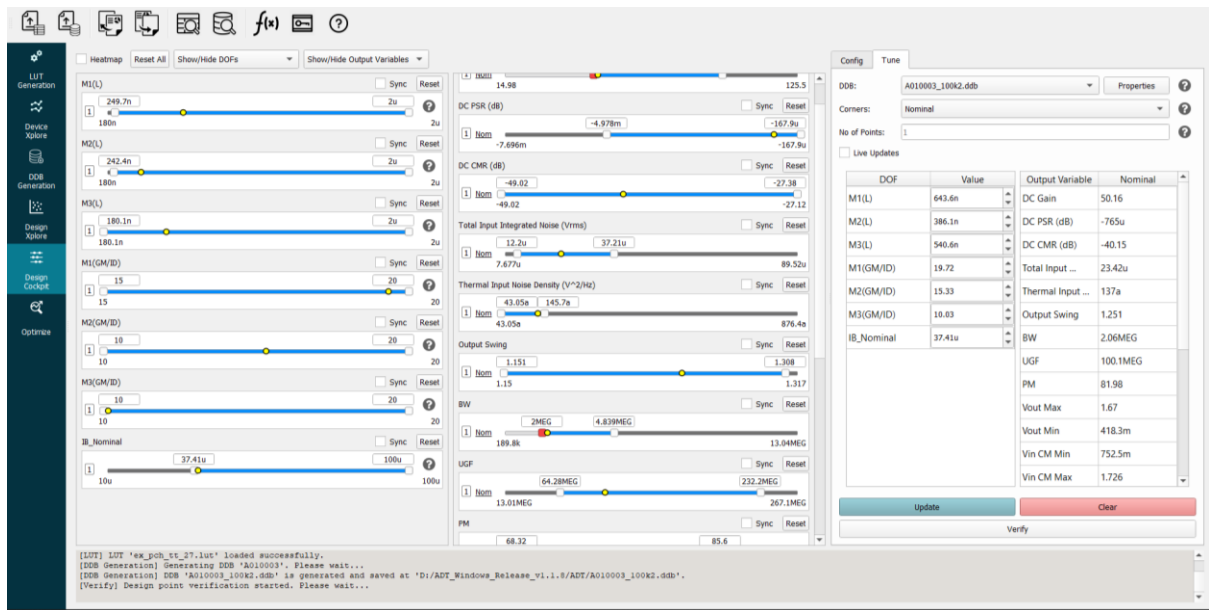 f(x)
LUT
Generation
Device
Xplore
DDB
Generation
Design
Xplore
Design
Cockpit
Optimize
Heatmap Reset All Show/Hide DOFs Show/Hide Output Variables
M1(L) Sync Reset
249.7n 2u
1
180n 2u
M2(L) Sync Reset
242.4n 2u
1
180n 2u
M3(L) Sync Reset
180.1n 2u
1
180.1n 2u
M1(GM/ID) Sync Reset
15 20
1
15 20
M2(GM/ID) Sync Reset
10 20
1
10 20
M3(GM/ID) Sync Reset
10 20
1
10 20
IB_Nominal Sync Reset
37.41u 100u
1
10u 100u
1 Nom
14.98 125.5
DC PSR (dB) Sync Reset
-4.978m -167.9u
1 Nom
-7.696m -167.9u
DC CMR (dB) Sync Reset
-49.02 -27.38
1 Nom
-49.02 -27.12
Total Input Integrated Noise (Vrms) Sync Reset
12.2u 37.21u
1 Nom
7.677u 89.52u
Thermal Input Noise Density (V^2/Hz) Sync Reset
43.05a 145.7a
1 Nom
43.05a 876.4a
Output Swing Sync Reset
1.151 1.308
1 Nom
1.15 1.317
BW Sync Reset
2MEG 4.839MEG
1 Nom
189.8k 13.04MEG
UGF Sync Reset
64.28MEG 232.2MEG
1 Nom
13.01MEG 267.1MEG
PM Sync Reset
68.32 85.6
Config Tune
DDB: A010003_100k2.ddb Properties
Corners: Nominal
No of Points: 1
Live Updates
DOF Value Output Variable Nominal
M1(L) 643.6n DC Gain 50.16
M2(L) 386.1n DC PSR (dB) -765u
M3(L) 540.6n DC CMR (dB) -40.15
M1(GM/ID) 19.72 Total Input ... 23.42u
M2(GM/ID) 15.33 Thermal Input ... 137a
M3(GM/ID) 10.03 Output Swing 1.251
IB_Nominal 37.41u BW 2.06MEG
UGF 100.1MEG
PM 81.98
Vout Max 1.67
Vout Min 418.3m
Vin CM Min 752.5m
Vin CM Max 1.726
Update Clear
Verify
[LUT] LUT 'ex_pch_tt_27.lut' loaded successfully.
[DDB Generation] Generating DDB 'A010003'. Please wait...
[DDB Generation] DDB 'A010003_100k2.ddb' is generated and saved at 'D:/ADT_Windows_Release_v1.1.8/ADT/A010003_100k2.ddb'.
[Verify] Design point verification started. Please wait...